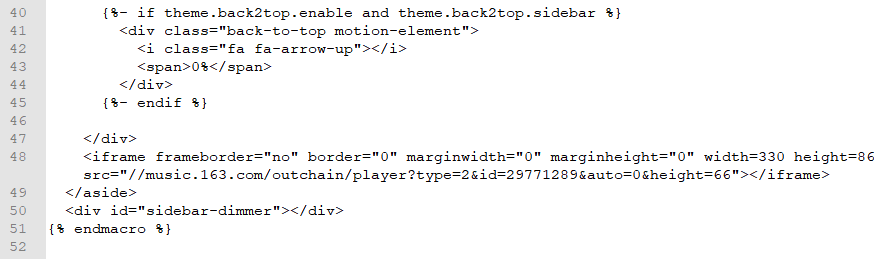 40 {%- if theme.back2top.enable and theme.back2top.sidebar %}
41 <div class="back-to-top motion-element">
42 <i class="fa fa-arrow-up"></i>
43 <span>0%</span>
44 </div>
45 {%- endif %}
46
47 </div>
48 <iframe frameborder="no" border="0" marginwidth="0" marginheight="0" width=330 height=86
src="//music.163.com/outchain/player?type=2&id=29771289&auto=0&height=66"></iframe>
49 </aside>
50 <div id="sidebar-dimmer"></div>
51 {% endmacro %}
52